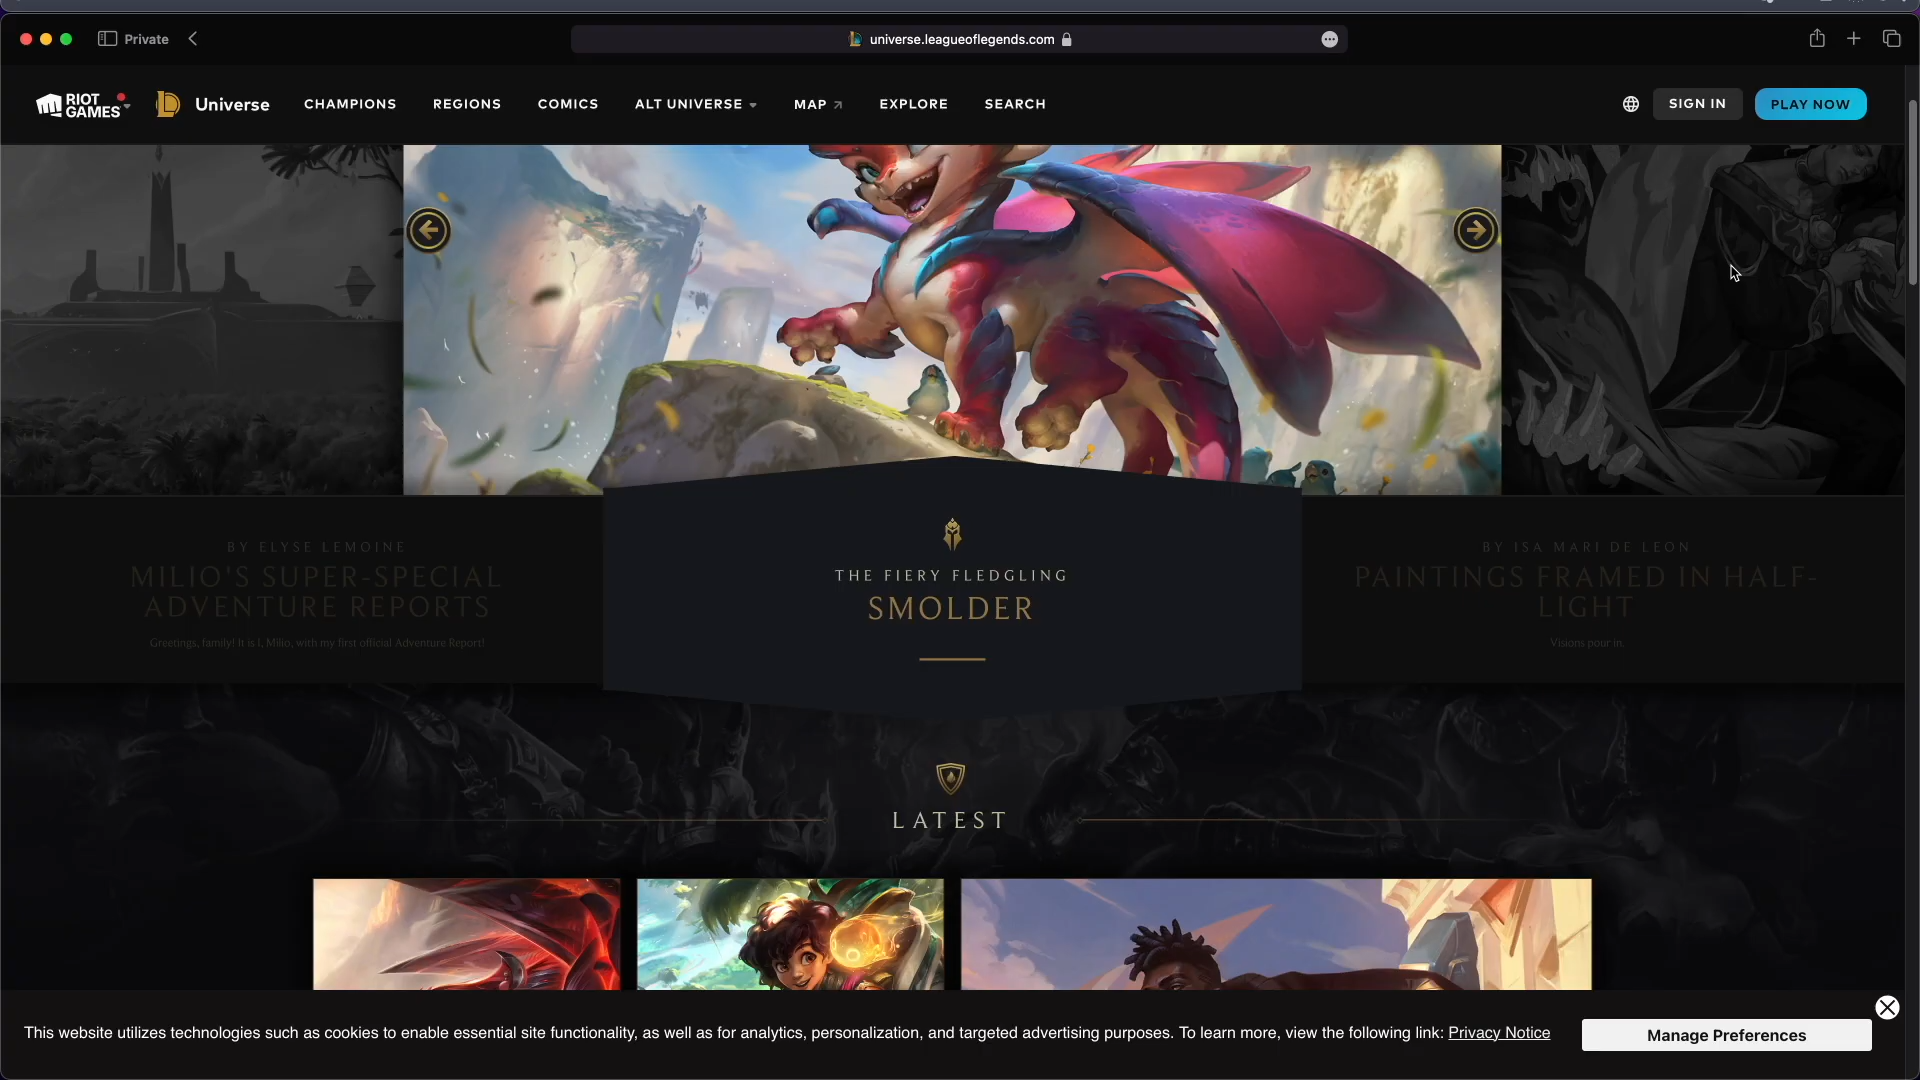 Private
universe.leagueoflegends.com
RIOT GAMES
Universe
CHAMPIONS
REGIONS
COMICS
ALT UNIVERSE
MAP
EXPLORE
SEARCH
SIGN IN
PLAY NOW
BY ELYSE LEMOINE
MILIO'S SUPER-SPECIAL
ADVENTURE REPORTS
Greetings, family! It is I, Milio, with my first official Adventure Report!
THE FIERY FLEDGLING
SMOLDER
BY ISA MARI DE LEON
PAINTINGS FRAMED IN HALF-
LIGHT
Visions pour in.
LATEST
This website utilizes technologies such as cookies to enable essential site functionality, as well as for analytics, personalization, and targeted advertising purposes. To learn more, view the following link: Privacy Notice
Manage Preferences